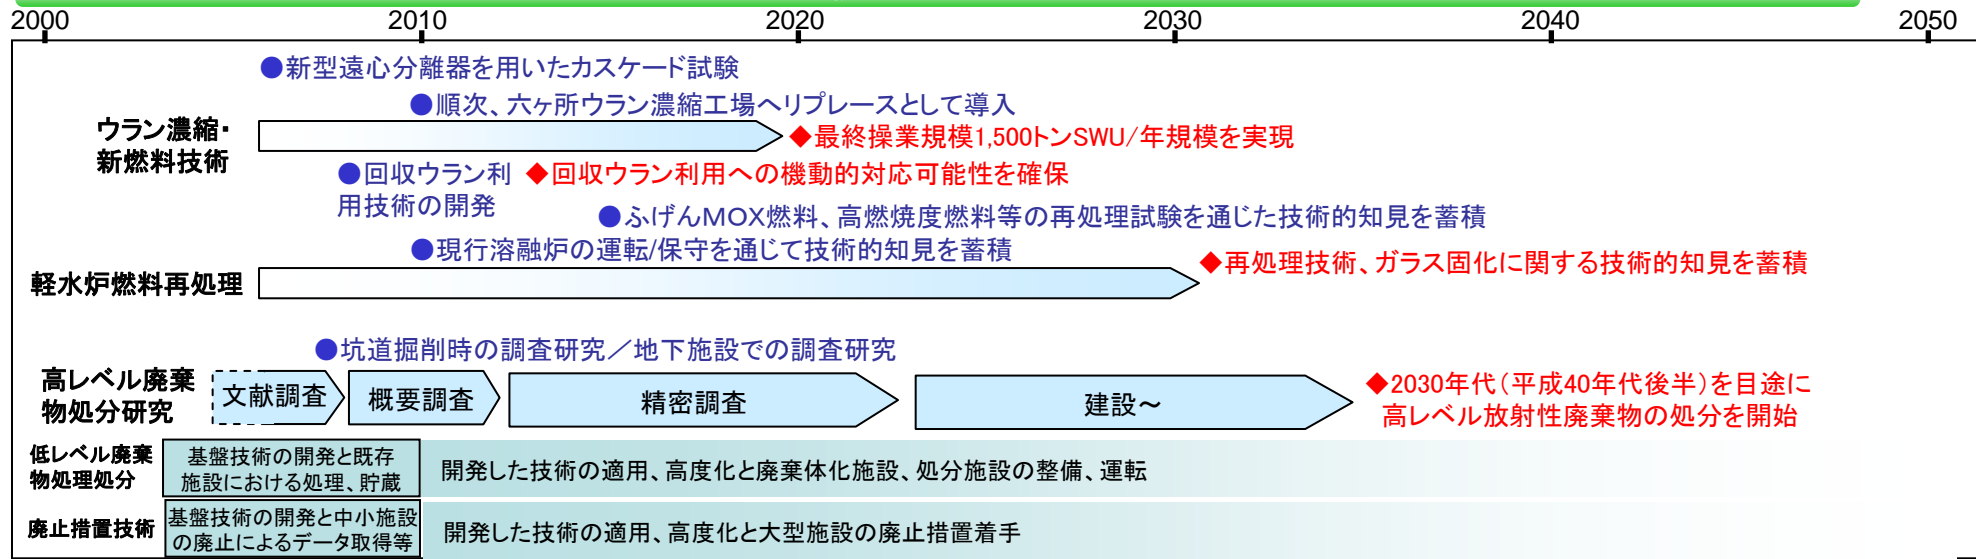 2000 2010 2020 2030 2040 2050
●新型遠心分離器を用いたカスケード試験
●順次、六ヶ所ウラン濃縮工場へリプレースとして導入
ウラン濃縮・
新燃料技術
◆最終操業規模1,500トンSWU/年規模を実現
●回収ウラン利
用技術の開発
◆回収ウラン利用への機動的対応可能性を確保
●ふげんMOX燃料、高燃焼度燃料等の再処理試験を通じた技術的知見を蓄積
●現行溶融炉の運転/保守を通じて技術的知見を蓄積
軽水炉燃料再処理
◆再処理技術、ガラス固化に関する技術的知見を蓄積
●坑道掘削時の調査研究／地下施設での調査研究
高レベル廃棄
物処分研究
文献調査
概要調査
精密調査
建設～
◆2030年代（平成40年代後半）を目途に
高レベル放射性廃棄物の処分を開始
低レベル廃棄
物処理処分
基盤技術の開発と既存
施設における処理、貯蔵
開発した技術の適用、高度化と廃棄体化施設、処分施設の整備、運転
廃止措置技術
基盤技術の開発と中小施設
の廃止によるデータ取得等
開発した技術の適用、高度化と大型施設の廃止措置着手